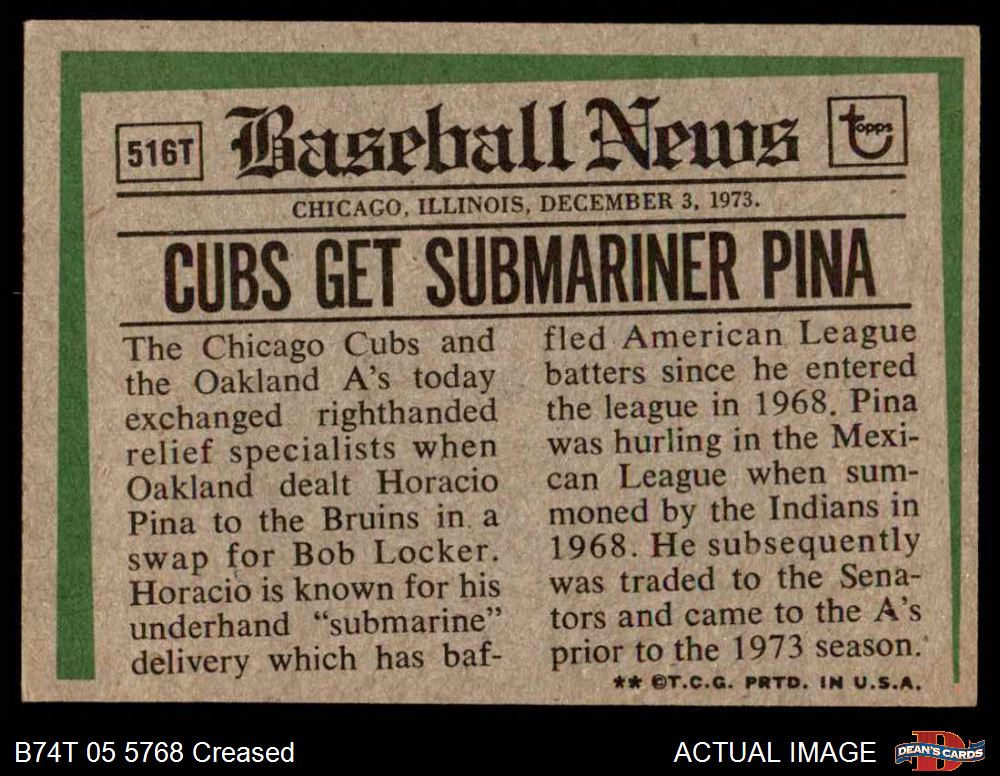 516T
Baseball News
topps
CHICAGO, ILLINOIS, DECEMBER 3, 1973.
CUBS GET SUBMARINER PINA
The Chicago Cubs and
the Oakland A's today
exchanged righthanded
relief specialists when
Oakland dealt Horacio
Pina to the Bruins in a
swap for Bob Locker.
Horacio is known for his
underhand "submarine"
delivery which has baf-
fled American League
batters since he entered
the league in 1968. Pina
was hurling in the Mexi-
can League when sum-
moned by the Indians in
1968. He subsequently
was traded to the Sena-
tors and came to the A's
prior to the 1973 season.
** ©T.C.G. PRTD. IN U.S.A.
B74T 05 5768 Creased
ACTUAL IMAGE
DEAN'S CARDS